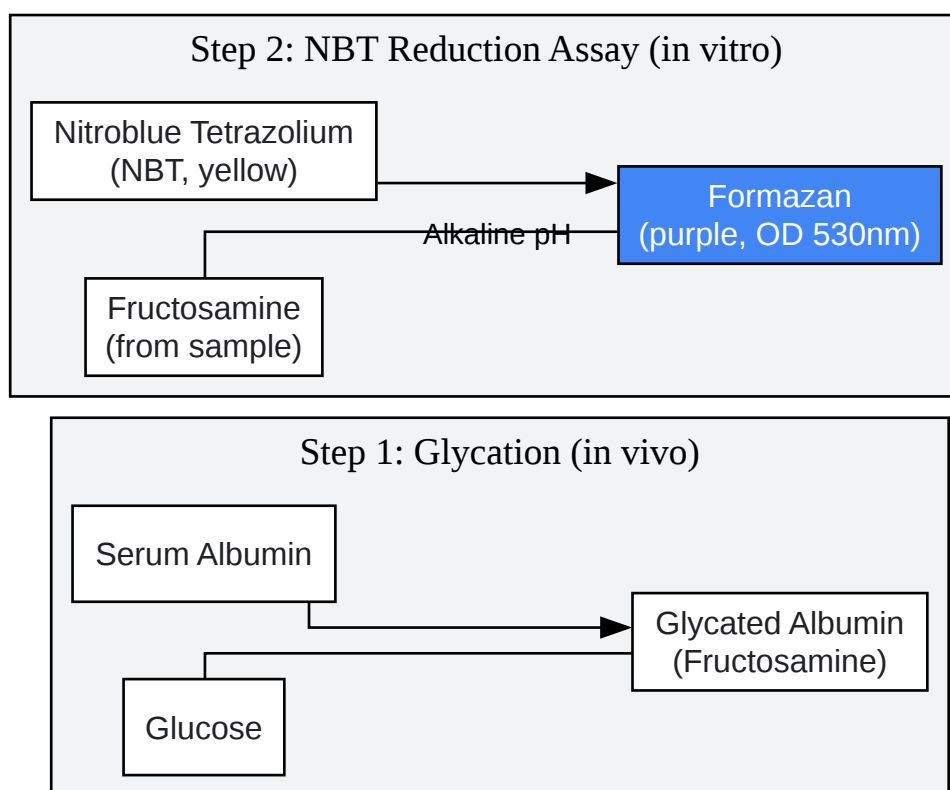 Step 2: NBT Reduction Assay (in vitro)
Nitroblue Tetrazolium
(NBT, yellow)
Formazan
(purple, OD 530nm)
Alkaline pH
Fructosamine
(from sample)
Step 1: Glycation (in vivo)
Serum Albumin
Glycated Albumin
(Fructosamine)
Glucose